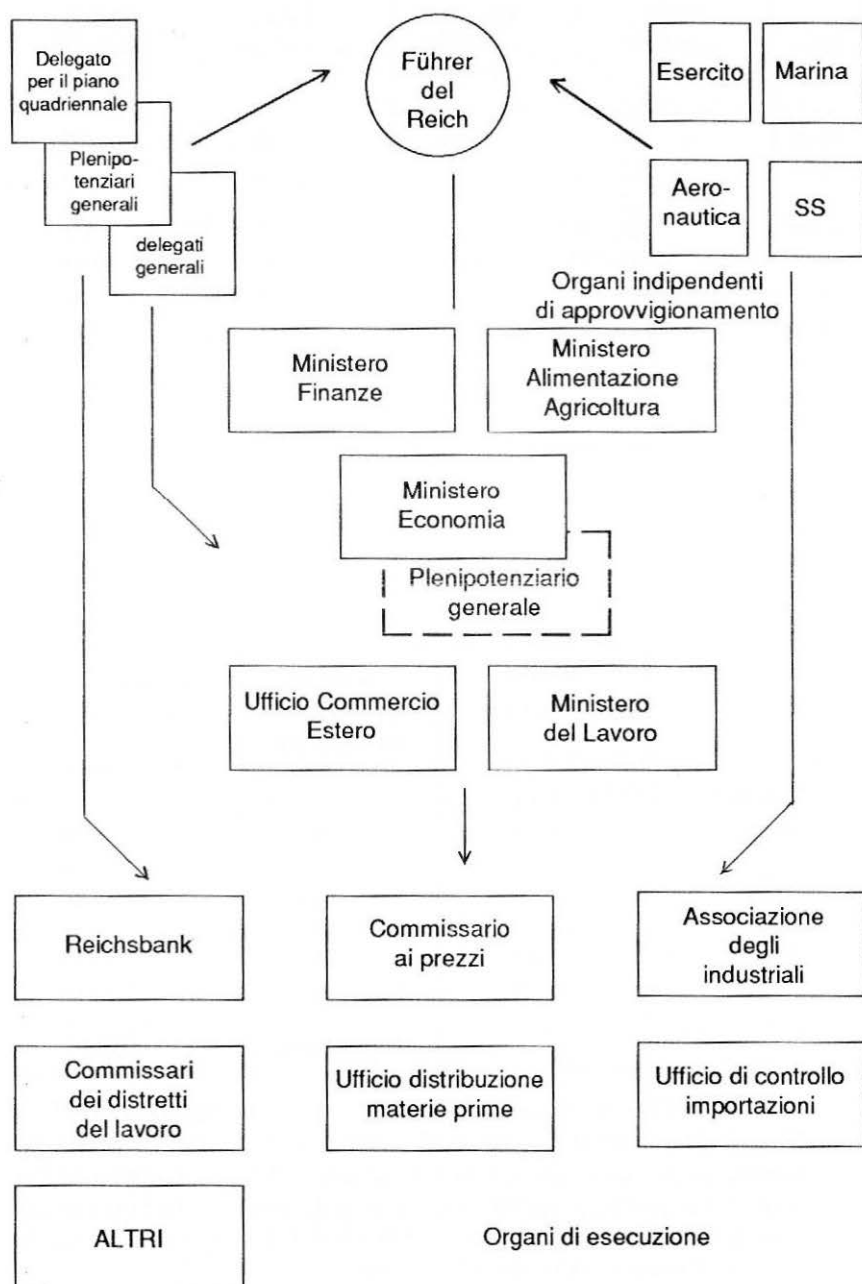 Delegato
per il piano
quadriennale
Plenipo-
tenziari
generali
delegati
generali
Führer
del
Reich
Esercito
Marina
Aero-
nautica
SS
Organi indipendenti
di approvvigionamento
Ministero
Finanze
Ministero
Alimentazione
Agricoltura
Ministero
Economia
Plenipotenziario
generale
Ufficio Commercio
Estero
Ministero
del Lavoro
Reichsbank
Commissario
ai prezzi
Associazione
degli
industriali
Commissari
dei distretti
del lavoro
Ufficio distribuzione
materie prime
Ufficio di controllo
importazioni
ALTRI
Organi di esecuzione